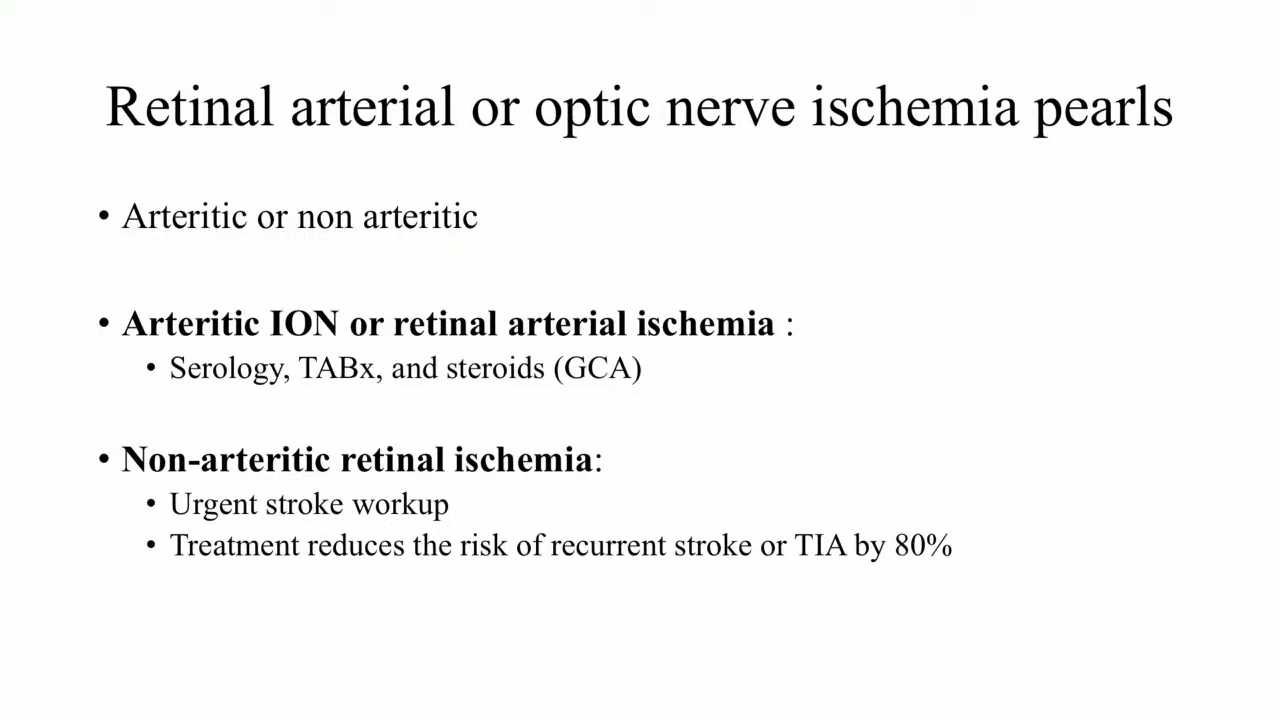 Retinal arterial or optic nerve ischemia pearls
• Arteritic or non arteritic
• Arteritic ION or retinal arterial ischemia :
• Serology, TABx, and steroids (GCA)
• Non-arteritic retinal ischemia:
• Urgent stroke workup
• Treatment reduces the risk of recurrent stroke or TIA by 80%